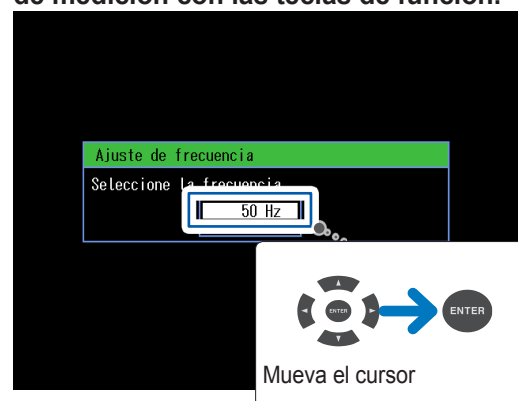 de medición con las teclas de función.
Ajuste de frecuencia
Seleccione la frecuencia
50 Hz
ENTER
ENTER
Mueva el cursor